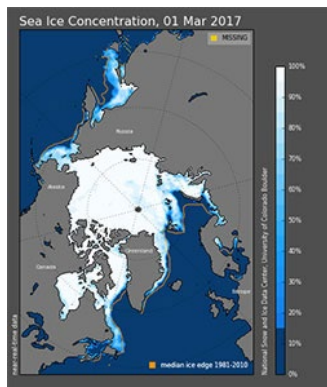 Sea Ice Concentration, 01 Mar 2017
MISSING
100%
90%
80%
70%
60%
50%
40%
30%
20%
10%
0%
Russia
Alaska
Canada
Greenland
Europe
near-real-time data
median ice edge 1981-2010
National Snow and Ice Data Center, University of Colorado Boulder